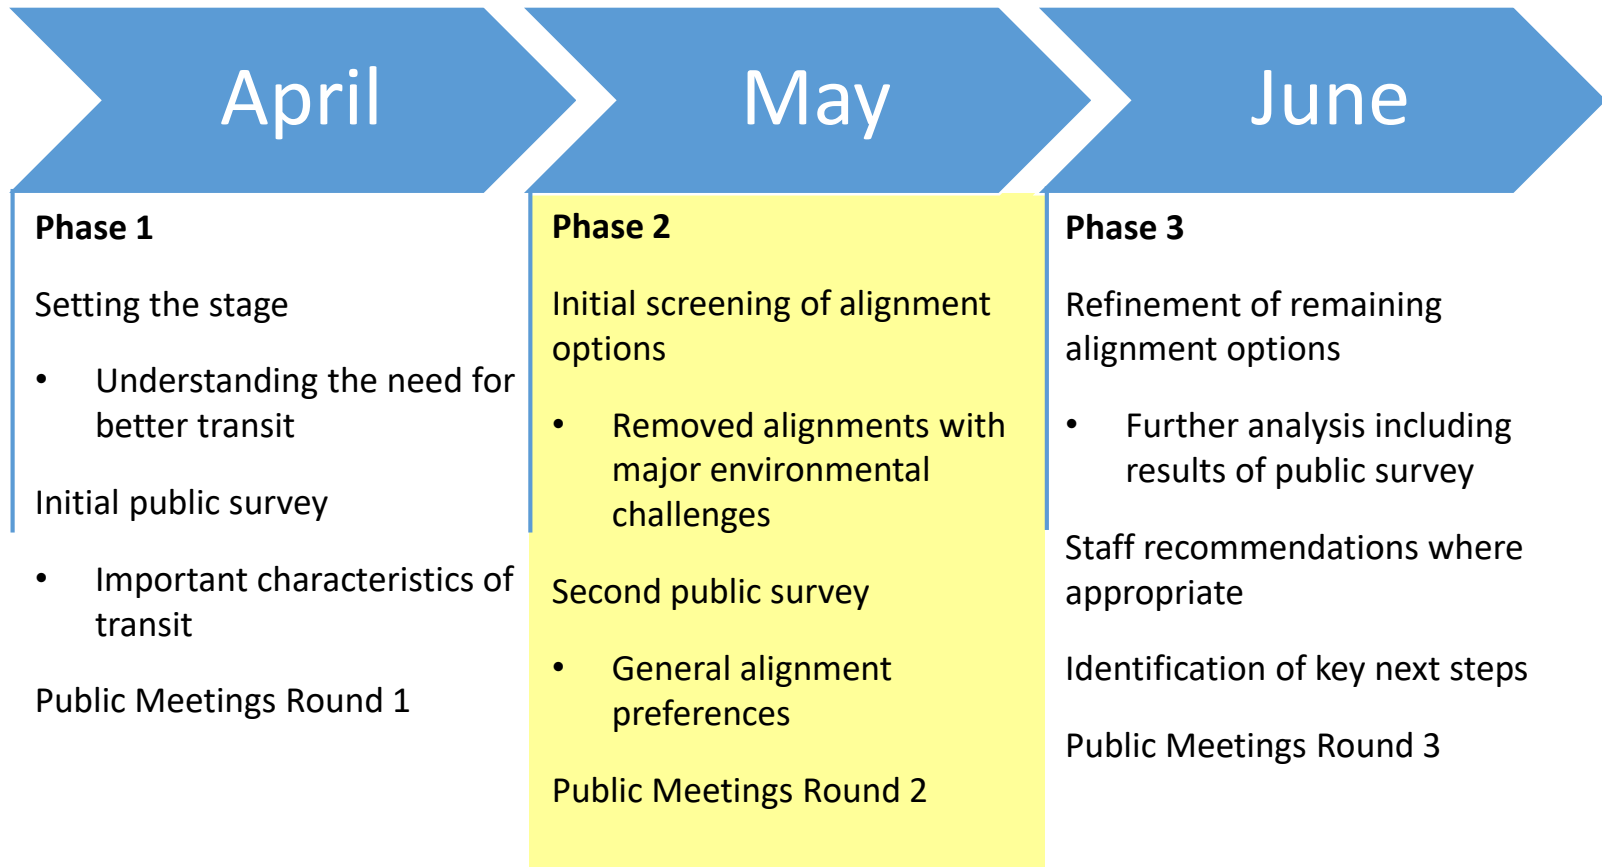 April
May
June
Phase 1
Setting the stage
• Understanding the need for
better transit
Initial public survey
• Important characteristics of
transit
Public Meetings Round 1
Phase 2
Initial screening of alignment
options
• Removed alignments with
major environmental
challenges
Second public survey
• General alignment
preferences
Public Meetings Round 2
Phase 3
Refinement of remaining
alignment options
• Further analysis including
results of public survey
Staff recommendations where
appropriate
Identification of key next steps
Public Meetings Round 3